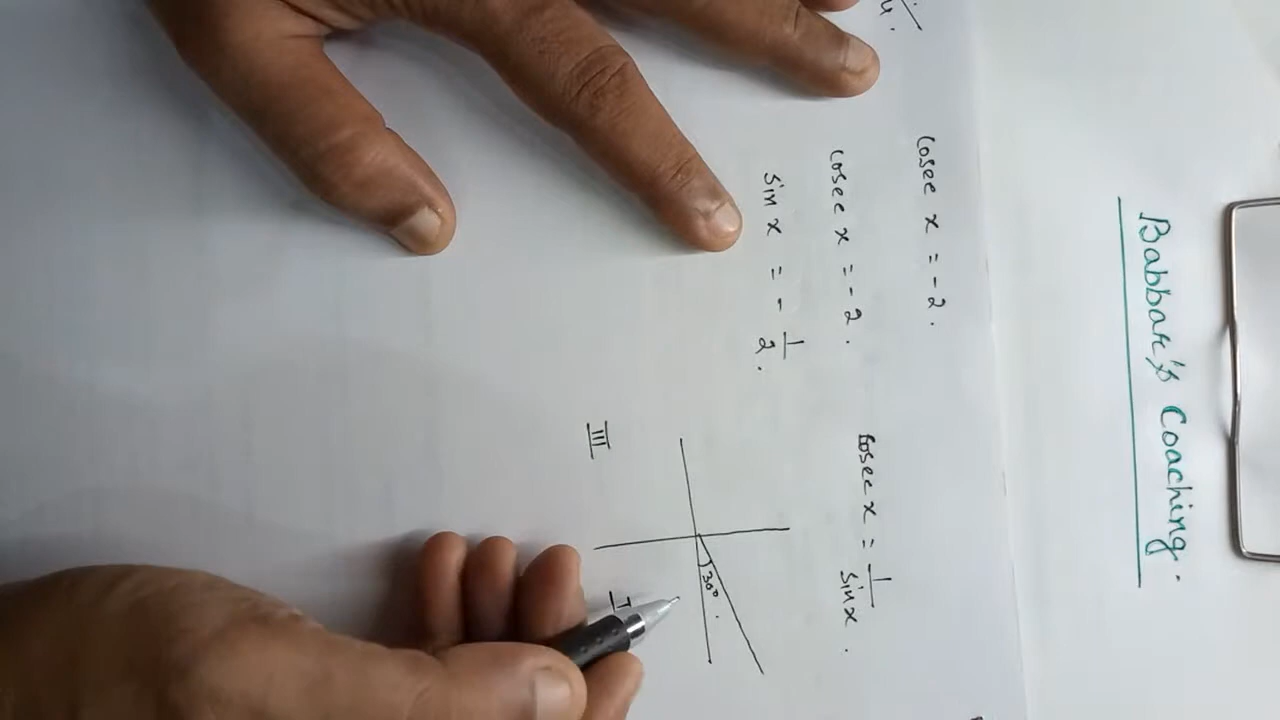 Babbar's Coaching.
cosec x = -2.
cosec x = -2.
cosec x = 1/sin x.
sin x = - 1/2.
30°.
III